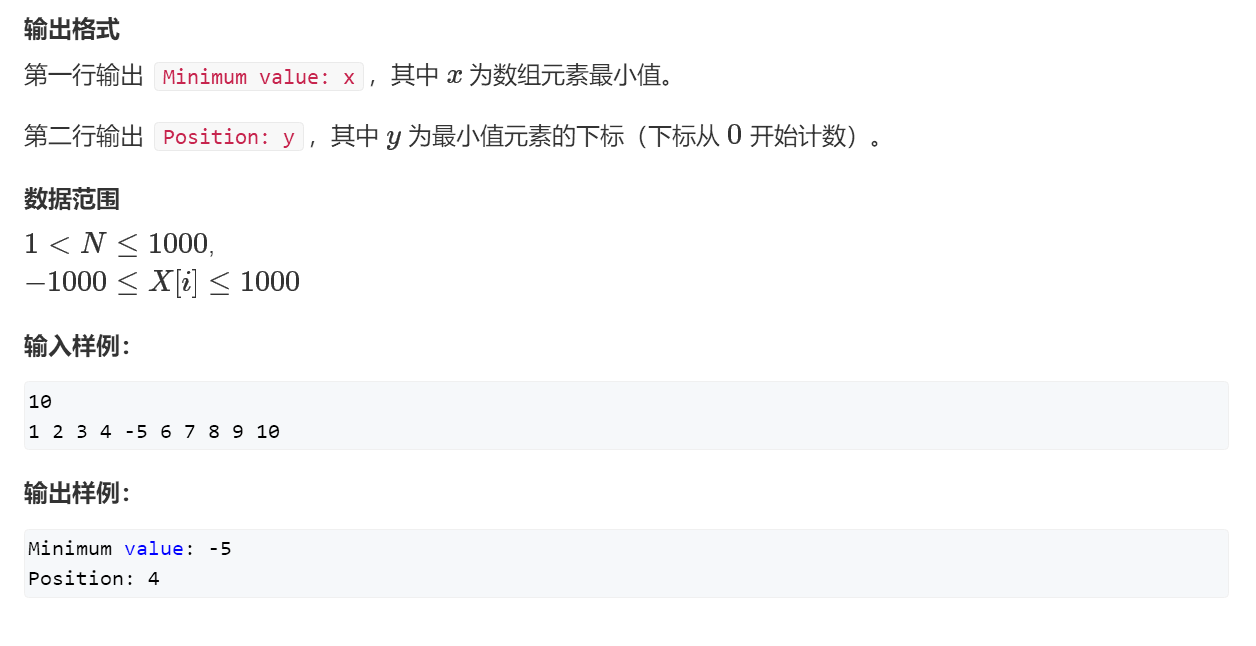 输出格式
第一行输出 Minimum value: x ，其中 x 为数组元素最小值。
第二行输出 Position: y ，其中 y 为最小值元素的下标（下标从 0 开始计数）。
数据范围
1 < N ≤ 1000,
−1000 ≤ X[i] ≤ 1000
输入样例：
10
1 2 3 4 -5 6 7 8 9 10
输出样例：
Minimum value: -5
Position: 4